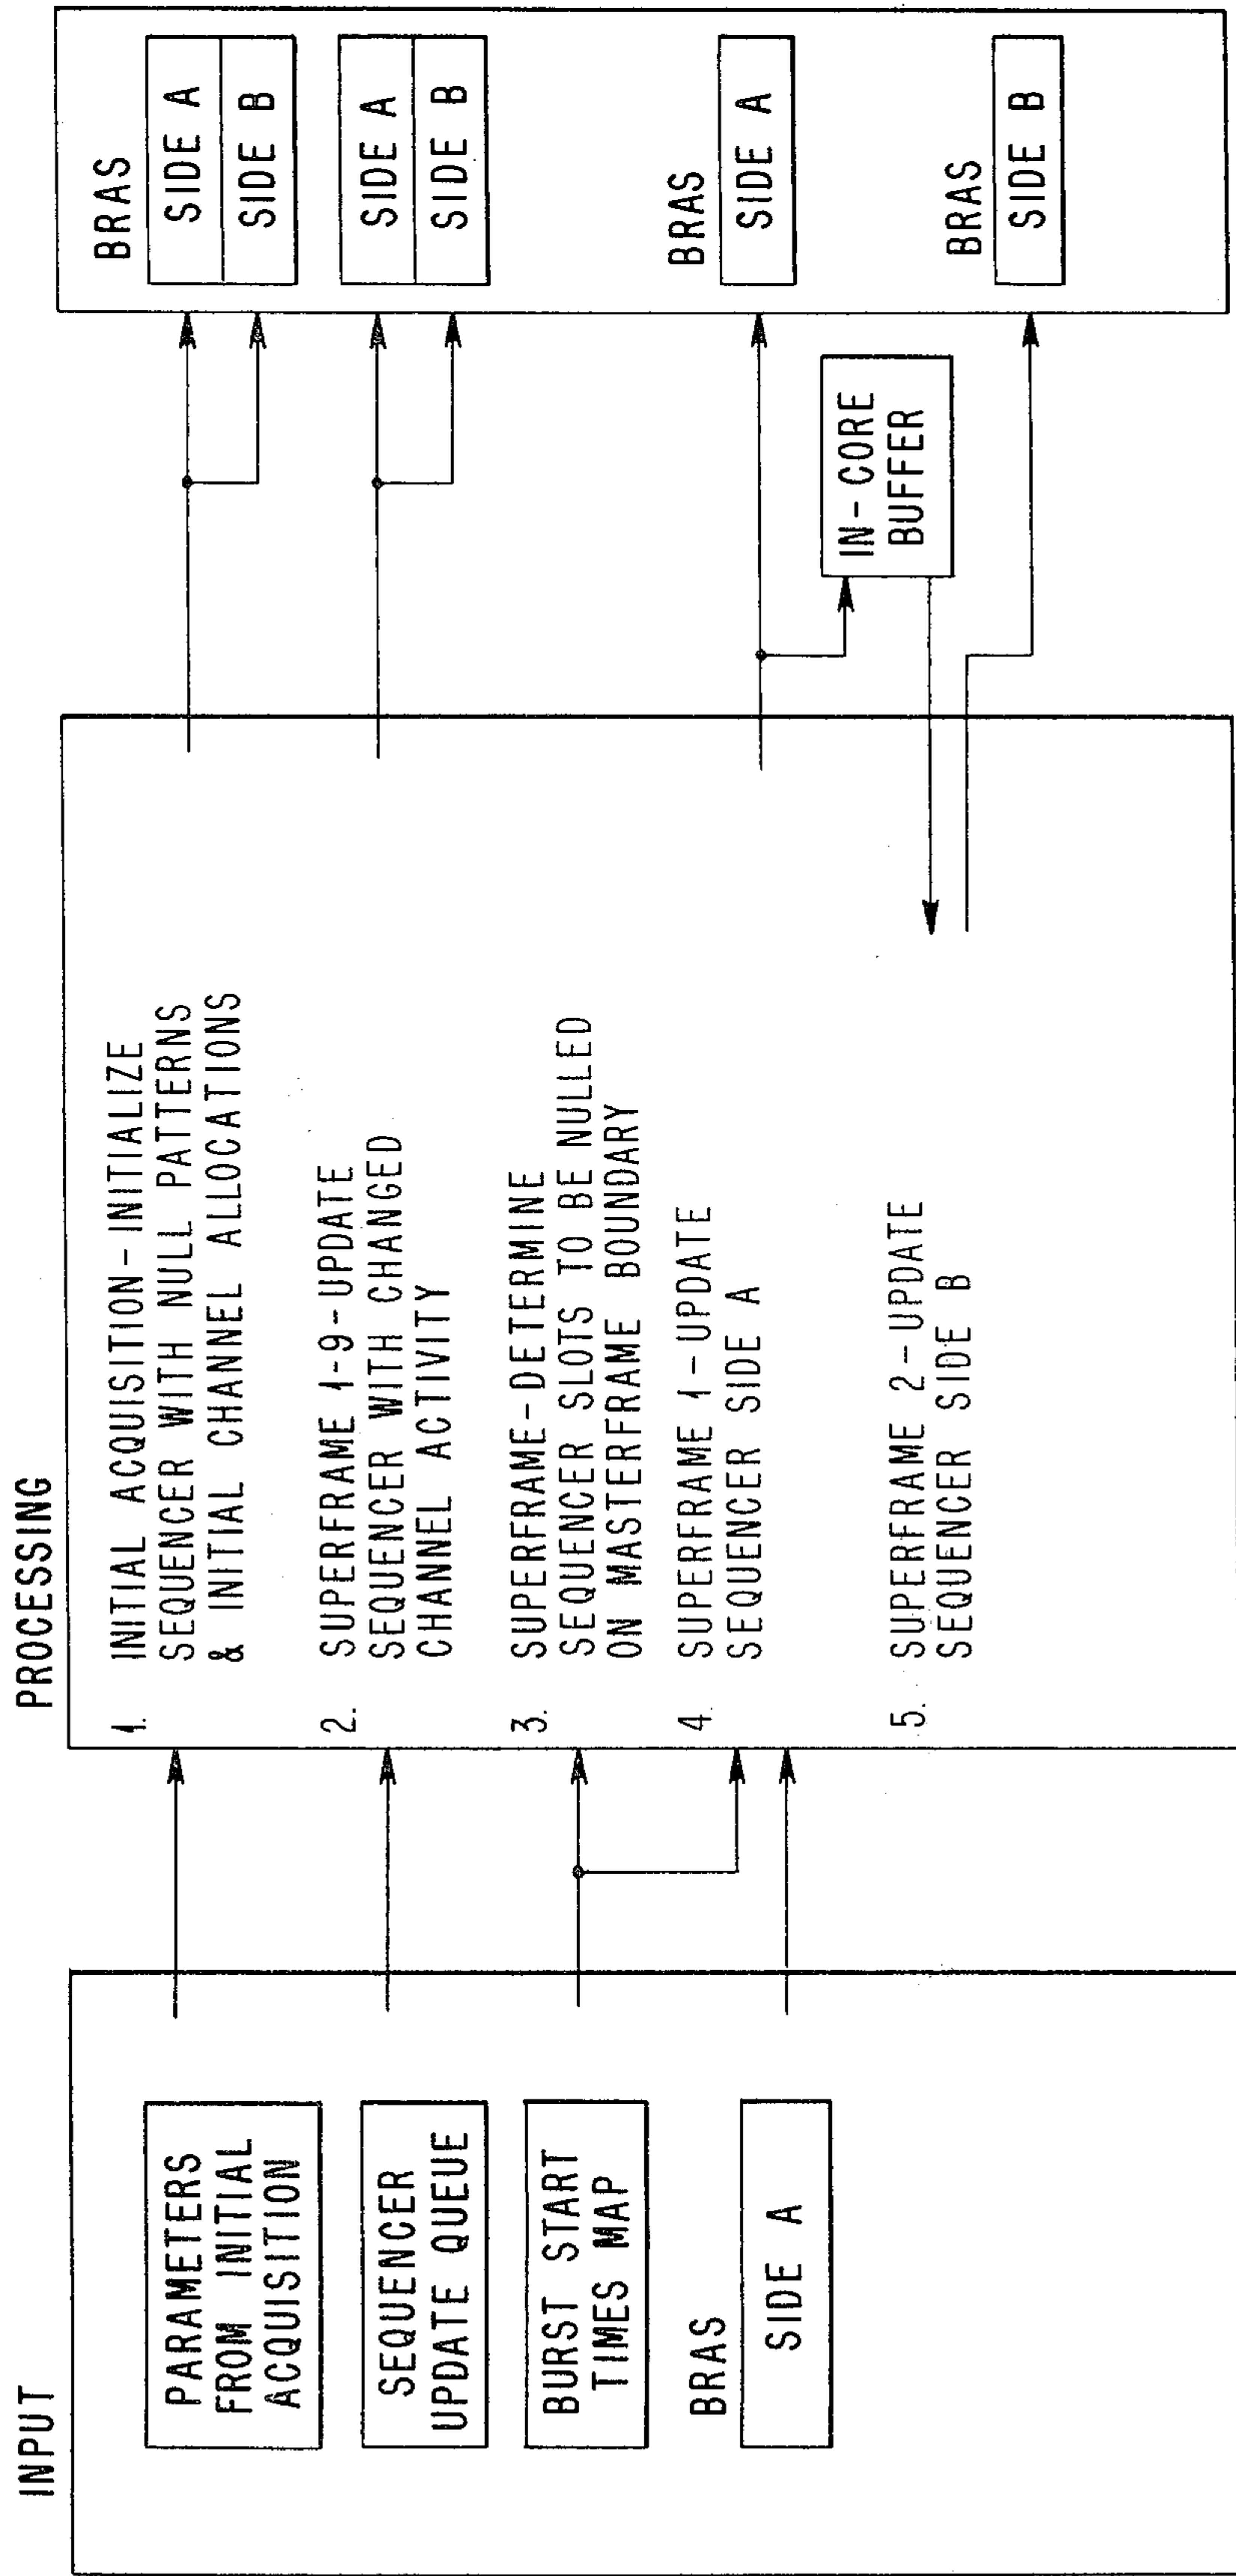 INPUT
PARAMETERS
FROM INITIAL
ACQUISITION
SEQUENCER
UPDATE QUEUE
BURST START
TIMES MAP
BRAS
SIDE A
PROCESSING
1. INITIAL ACQUISITION-INITIALIZE
SEQUENCER WITH NULL PATTERNS
& INITIAL CHANNEL ALLOCATIONS
2. SUPERFRAME 1-9-UPDATE
SEQUENCER WITH CHANGED
CHANNEL ACTIVITY
3. SUPERFRAME-DETERMINE
SEQUENCER SLOTS TO BE NULLED
ON MASTERFRAME BOUNDARY
4. SUPERFRAME 1-UPDATE
SEQUENCER SIDE A
5. SUPERFRAME 2-UPDATE
SEQUENCER SIDE B
IN-CORE
BUFFER
BRAS
SIDE A
SIDE B
SIDE A
SIDE B
BRAS
SIDE A
BRAS
SIDE B